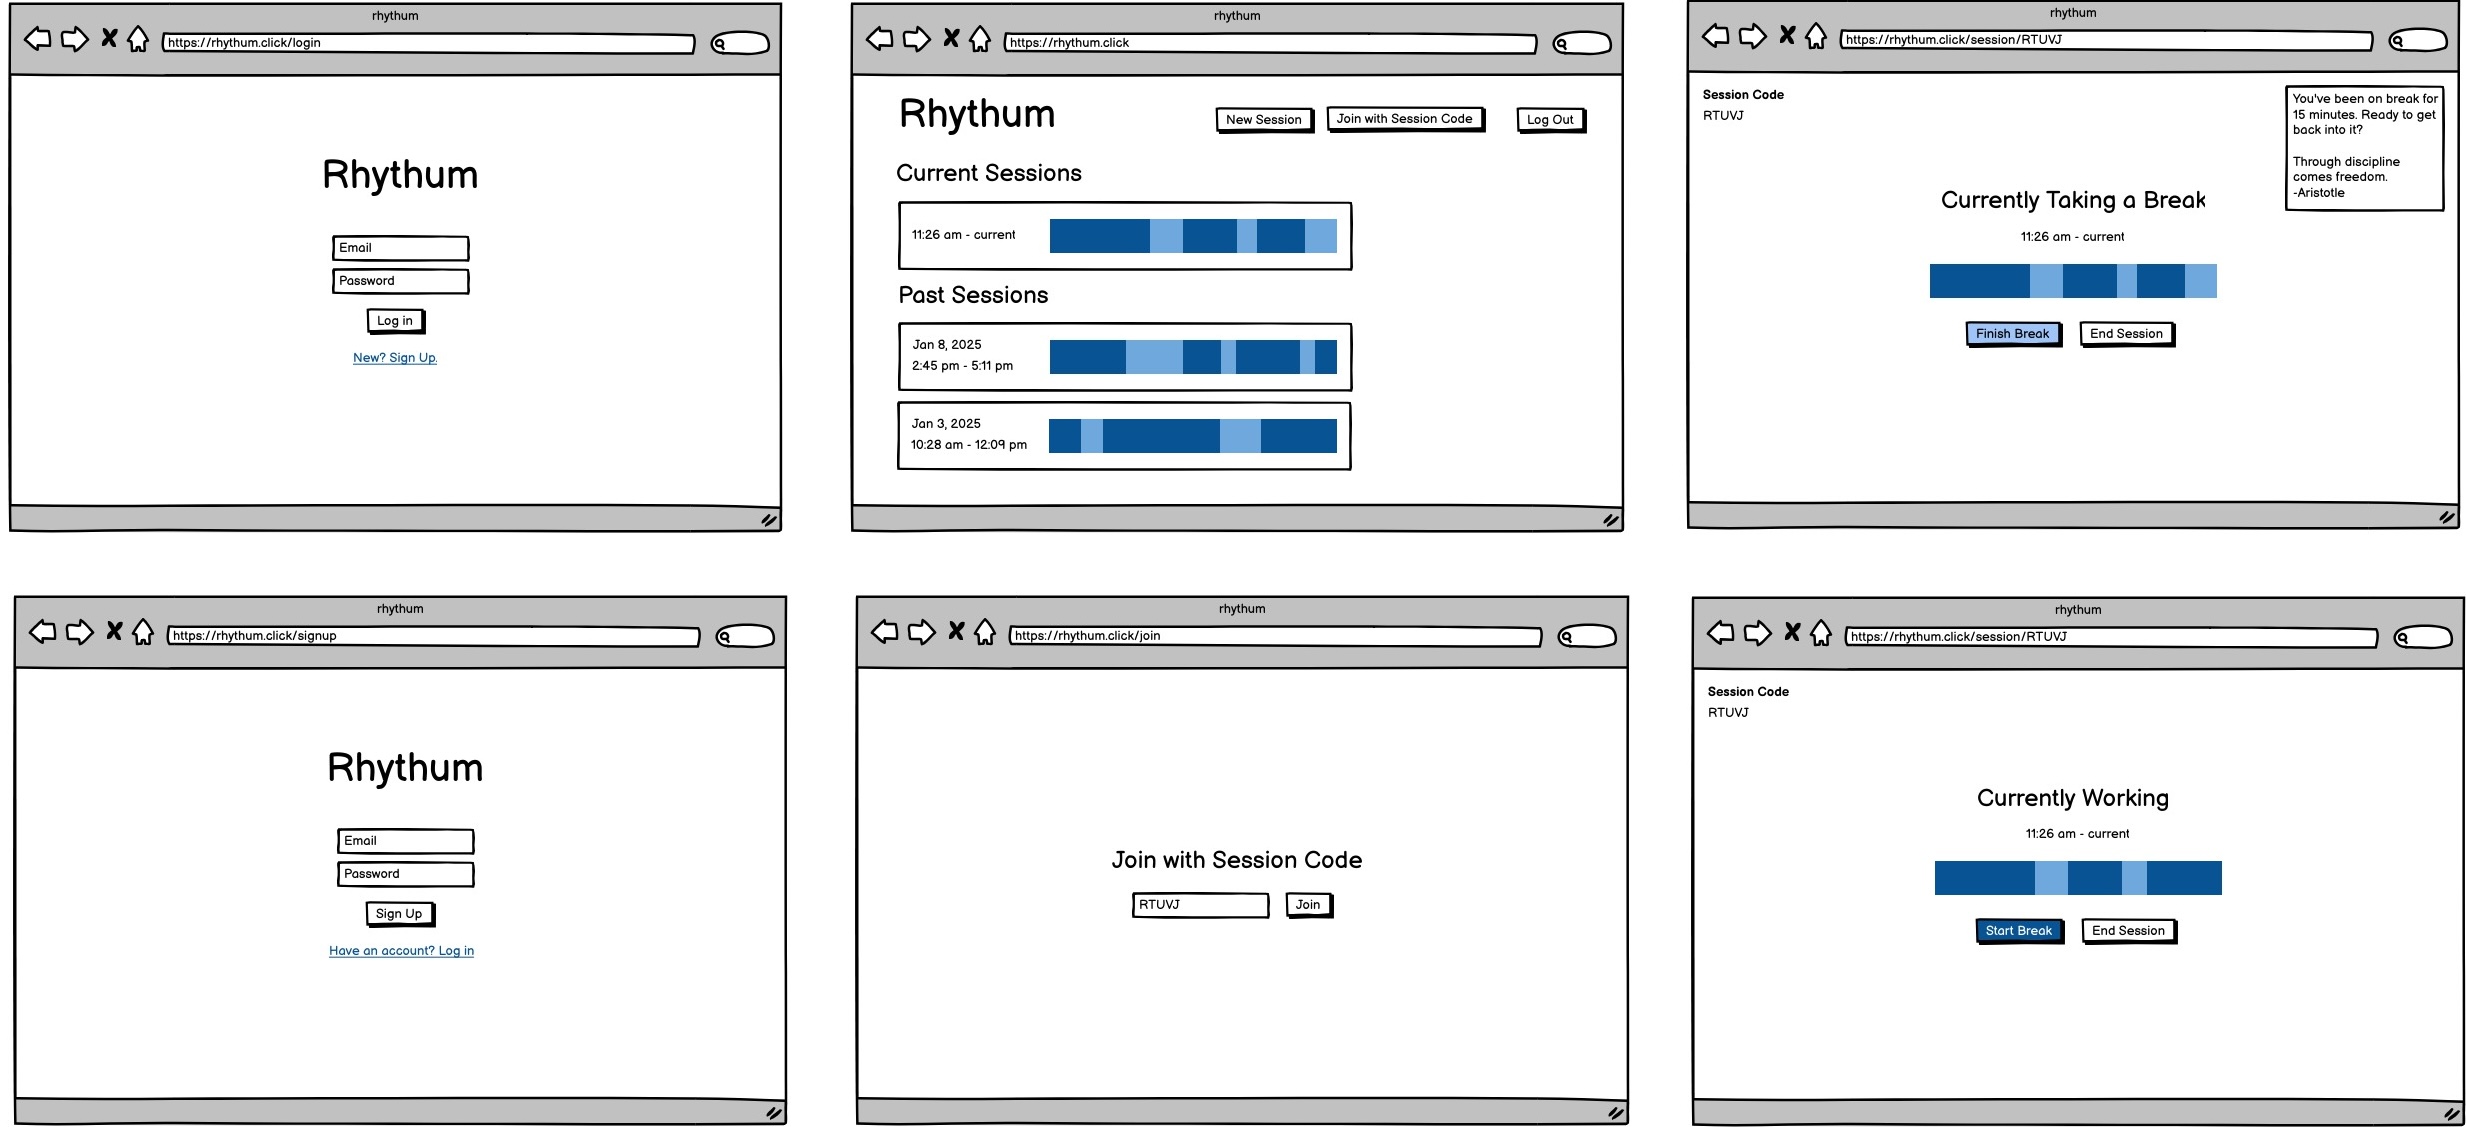 rhythum
https://rhythum.click/login
Rhythum
Email
Password
Log in
New? Sign Up.
rhythum
https://rhythum.click
Rhythum
New Session
Join with Session Code
Log Out
Current Sessions
11:26 am - current
Past Sessions
Jan 8, 2025
2:45 pm - 5:11 pm
Jan 3, 2025
10:28 am - 12:09 pm
rhythum
https://rhythum.click/session/RTUVJ
Session Code
RTUVJ
You've been on break for
15 minutes. Ready to get
back into it?
Through discipline
comes freedom.
-Aristotle
Currently Taking a Break
11:26 am - current
Finish Break
End Session
rhythum
https://rhythum.click/signup
Rhythum
Email
Password
Sign Up
Have an account? Log in
rhythum
https://rhythum.click/join
Join with Session Code
RTUVJ
Join
rhythum
https://rhythum.click/session/RTUVJ
Session Code
RTUVJ
Currently Working
11:26 am - current
Start Break
End Session